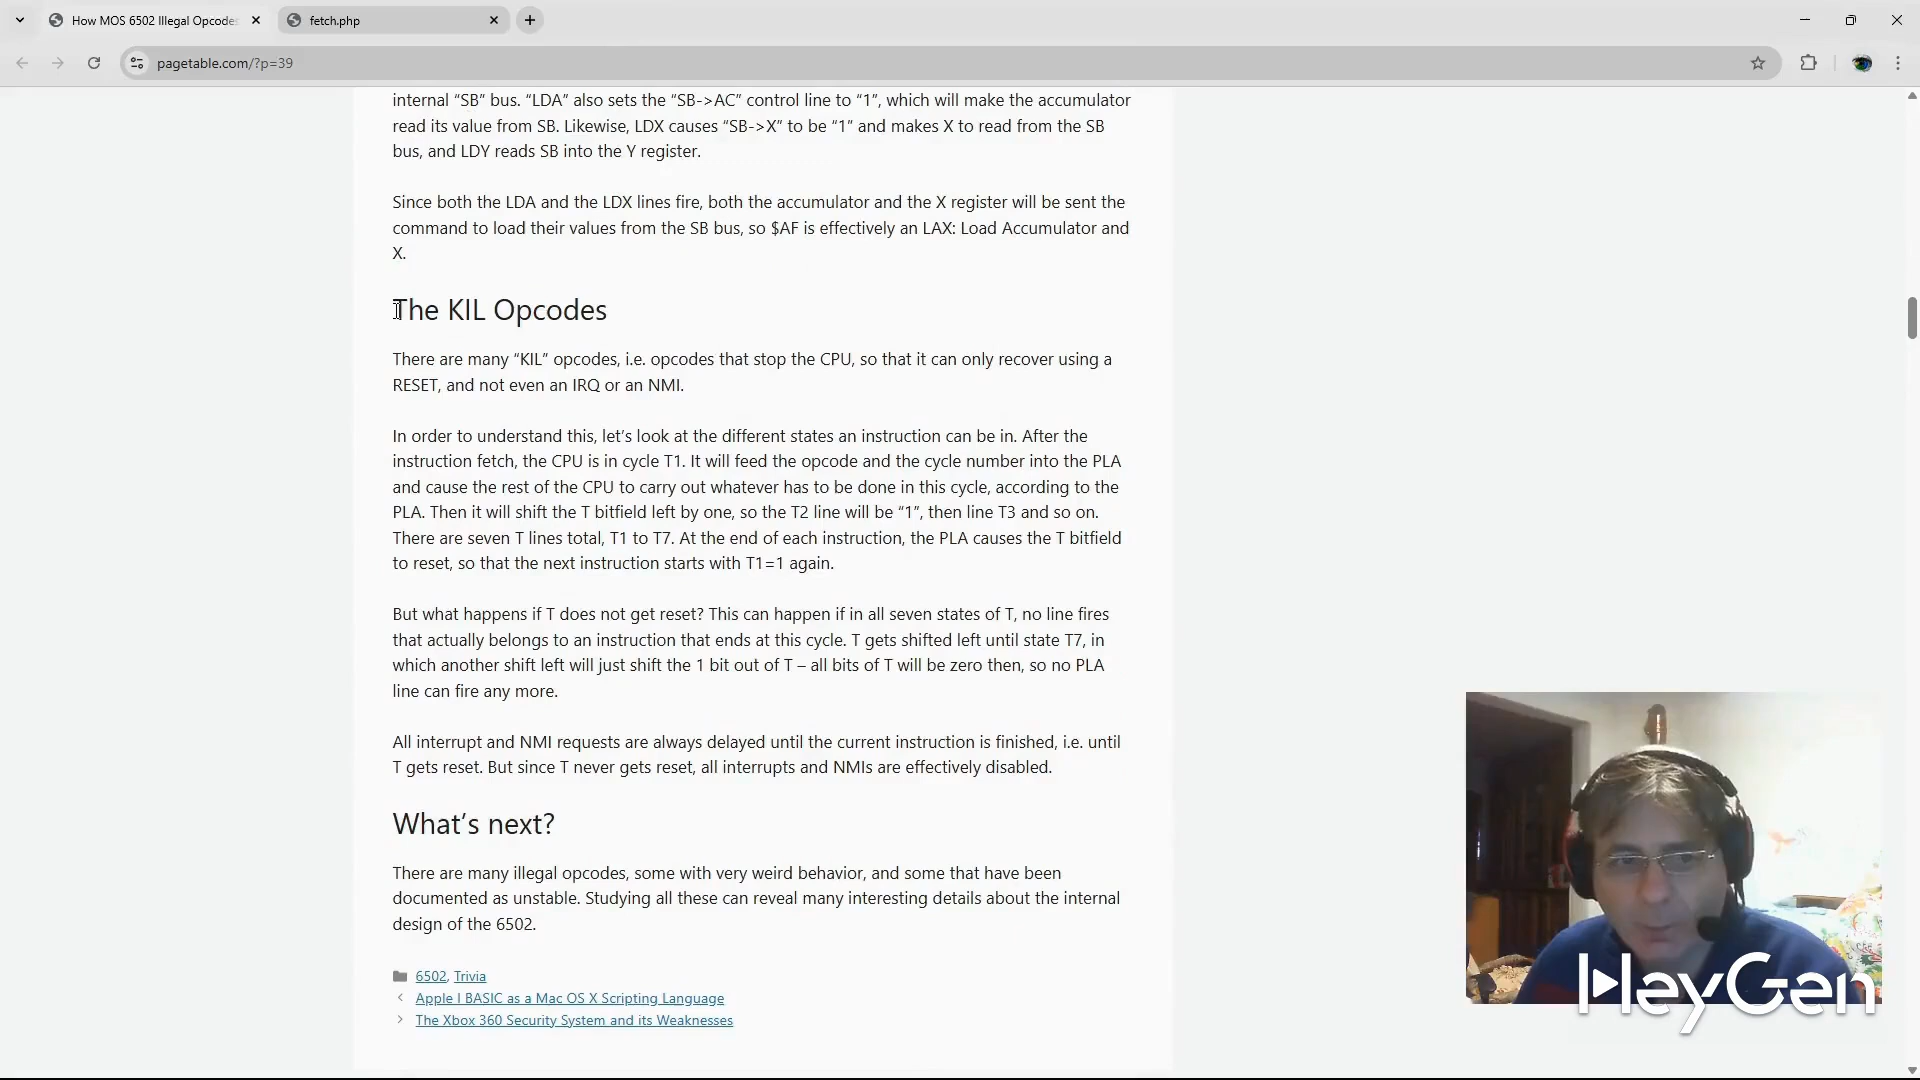 How MOS 6502 Illegal Opcodes
fetch.php
pagetable.com/?p=39
internal “SB” bus. “LDA” also sets the “SB->AC” control line to “1”, which will make the accumulator
read its value from SB. Likewise, LDX causes “SB->X” to be “1” and makes X to read from the SB
bus, and LDY reads SB into the Y register.
Since both the LDA and the LDX lines fire, both the accumulator and the X register will be sent the
command to load their values from the SB bus, so $AF is effectively an LAX: Load Accumulator and
X.
The KIL Opcodes
There are many “KIL” opcodes, i.e. opcodes that stop the CPU, so that it can only recover using a
RESET, and not even an IRQ or an NMI.
In order to understand this, let’s look at the different states an instruction can be in. After the
instruction fetch, the CPU is in cycle T1. It will feed the opcode and the cycle number into the PLA
and cause the rest of the CPU to carry out whatever has to be done in this cycle, according to the
PLA. Then it will shift the T bitfield left by one, so the T2 line will be “1”, then line T3 and so on.
There are seven T lines total, T1 to T7. At the end of each instruction, the PLA causes the T bitfield
to reset, so that the next instruction starts with T1=1 again.
But what happens if T does not get reset? This can happen if in all seven states of T, no line fires
that actually belongs to an instruction that ends at this cycle. T gets shifted left until state T7, in
which another shift left will just shift the 1 bit out of T – all bits of T will be zero then, so no PLA
line can fire any more.
All interrupt and NMI requests are always delayed until the current instruction is finished, i.e. until
T gets reset. But since T never gets reset, all interrupts and NMIs are effectively disabled.
What’s next?
There are many illegal opcodes, some with very weird behavior, and some that have been
documented as unstable. Studying all these can reveal many interesting details about the internal
design of the 6502.
6502, Trivia
Apple I BASIC as a Mac OS X Scripting Language
The Xbox 360 Security System and its Weaknesses
HeyGen